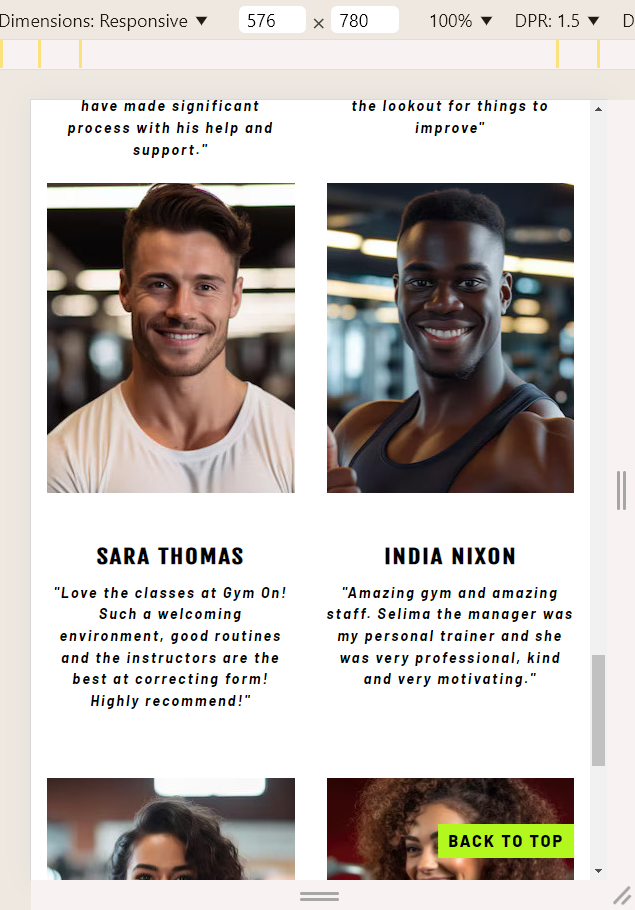 Dimensions: Responsive ▼ 576 × 780 100% ▼ DPR: 1.5 ▼ D
have made significant
process with his help and
support."
the lookout for things to
improve"
SARA THOMAS
"Love the classes at Gym On!
Such a welcoming
environment, good routines
and the instructors are the
best at correcting form!
Highly recommend!"
INDIA NIXON
"Amazing gym and amazing
staff. Selima the manager was
my personal trainer and she
was very professional, kind
and very motivating."
BACK TO TOP